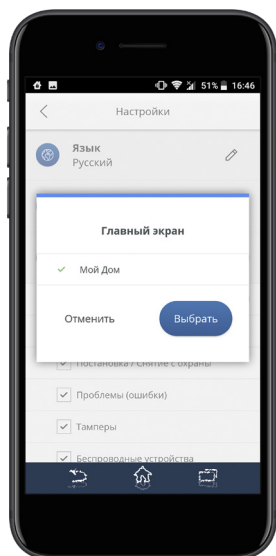 51% 16:46
Настройки
Язык
Русский
Главный экран
Мой Дом
Отменить Выбрать
Постановка / Снятие с охраны
Проблемы (ошибки)
Тамперы
Беспроводные устройства